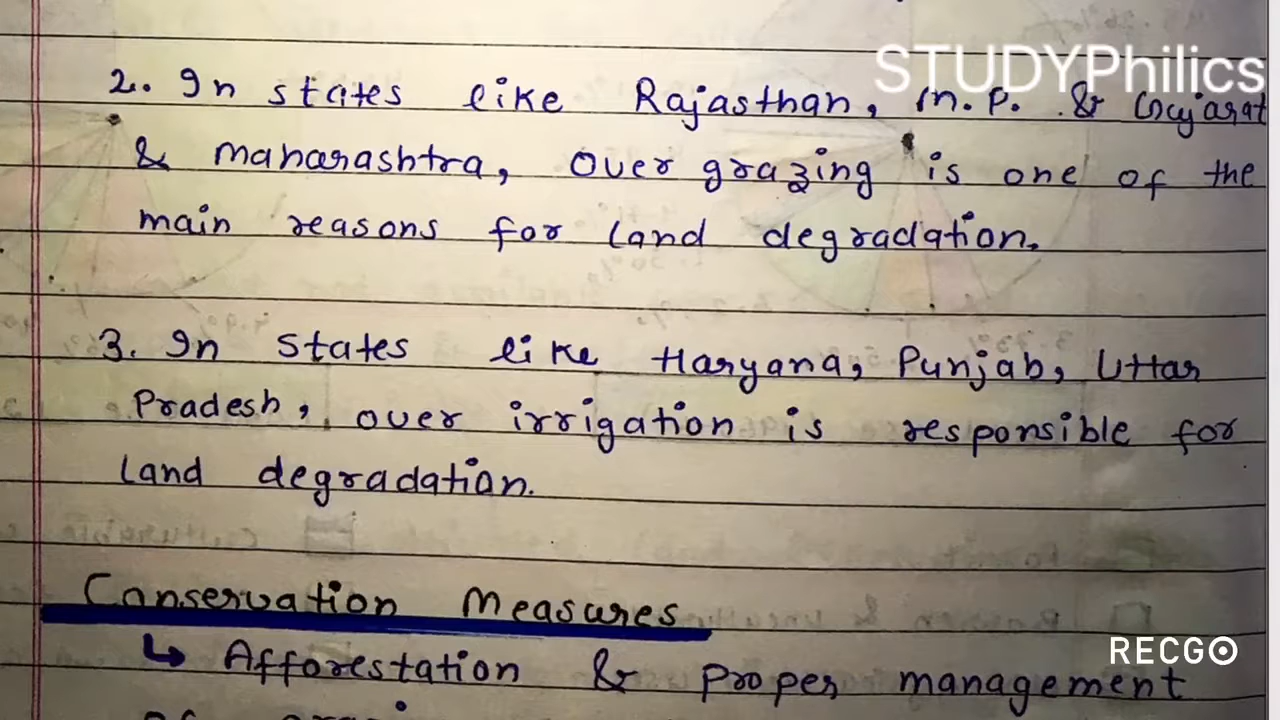 STUDYPhilics
2. In states like Rajasthan, M.P. & Gujarat
& Maharashtra, Over grazing is one of the
main reasons for land degradation.
3. In states like Haryana, Punjab, Uttar
Pradesh, over irrigation is responsible for
land degradation.
Conservation Measures
↳ Afforestation & Proper management
RECGO
of